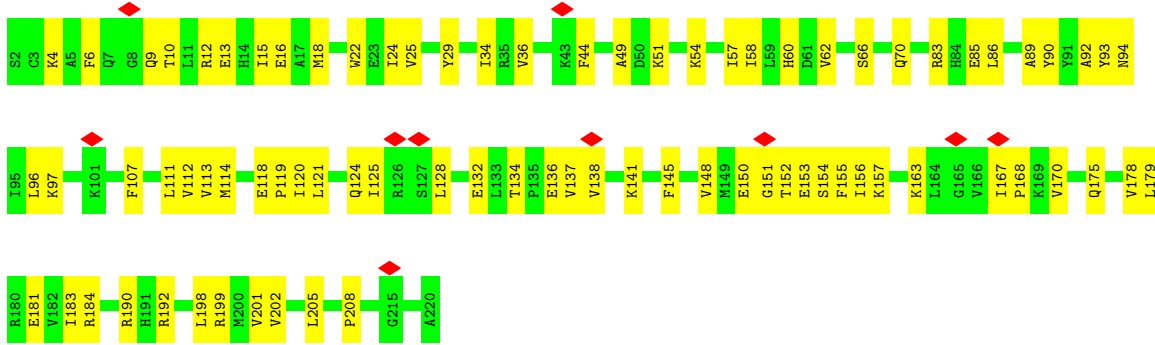 S2 C3 K4 A5 F6 Q7 G8 Q9 T10 L11 R12 E13 H14 I15 E16 A17 M18 W22 E23 I24 V25 Y29 I34 R35 V36 K43 F44 A49 D50 K51 K54 I57 I58 L59 H60 D61 V62 S66 Q70 R83 H84 E85 L86 A89 Y90 Y91 A92 Y93 N94
I95 L96 K97 K101 F107 L111 V112 V113 M114 E118 P119 I120 L121 Q124 I125 R126 S127 L128 E132 L133 T134 P135 E136 V137 V138 K141 F145 V148 M149 E150 G151 T152 E153 S154 F155 I156 K157 K163 L164 G165 V166 I167 P168 K169 V170 Q175 V178 L179
R180 E181 V182 I183 R184 R190 H191 R192 L198 R199 M200 V201 V202 L205 P208 G215 A220